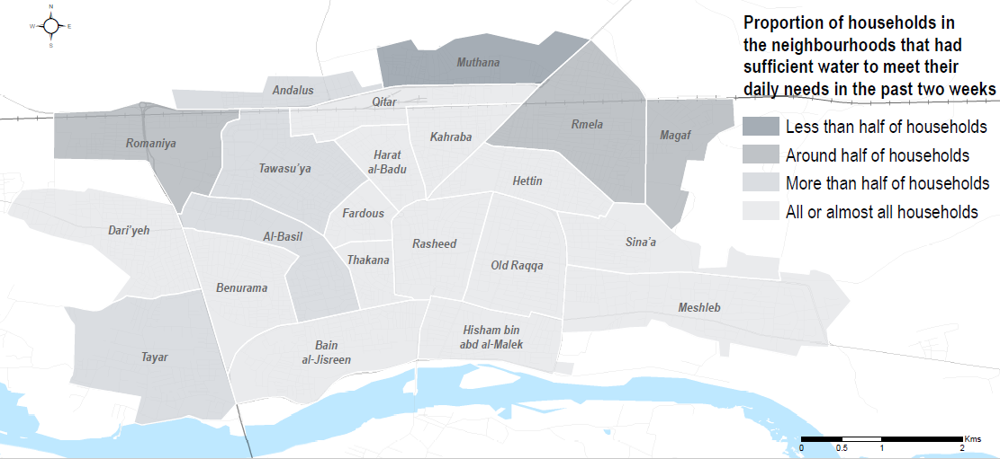 N
W
E
S
Proportion of households in
the neighbourhoods that had
sufficient water to meet their
daily needs in the past two weeks
Less than half of households
Around half of households
More than half of households
All or almost all households
Muthana
Andalus
Qitar
Romaniya
Rmela
Magaf
Kahraba
Harat
al-Badu
Tawasu'ya
Hettin
Fardous
Dari'yeh
Al-Basil
Rasheed
Sina'a
Thakana
Old Raqqa
Benurama
Meshleb
Hisham bin
abd al-Malek
Bain
al-Jisreen
Tayar
Kms
0 0.5 1 2